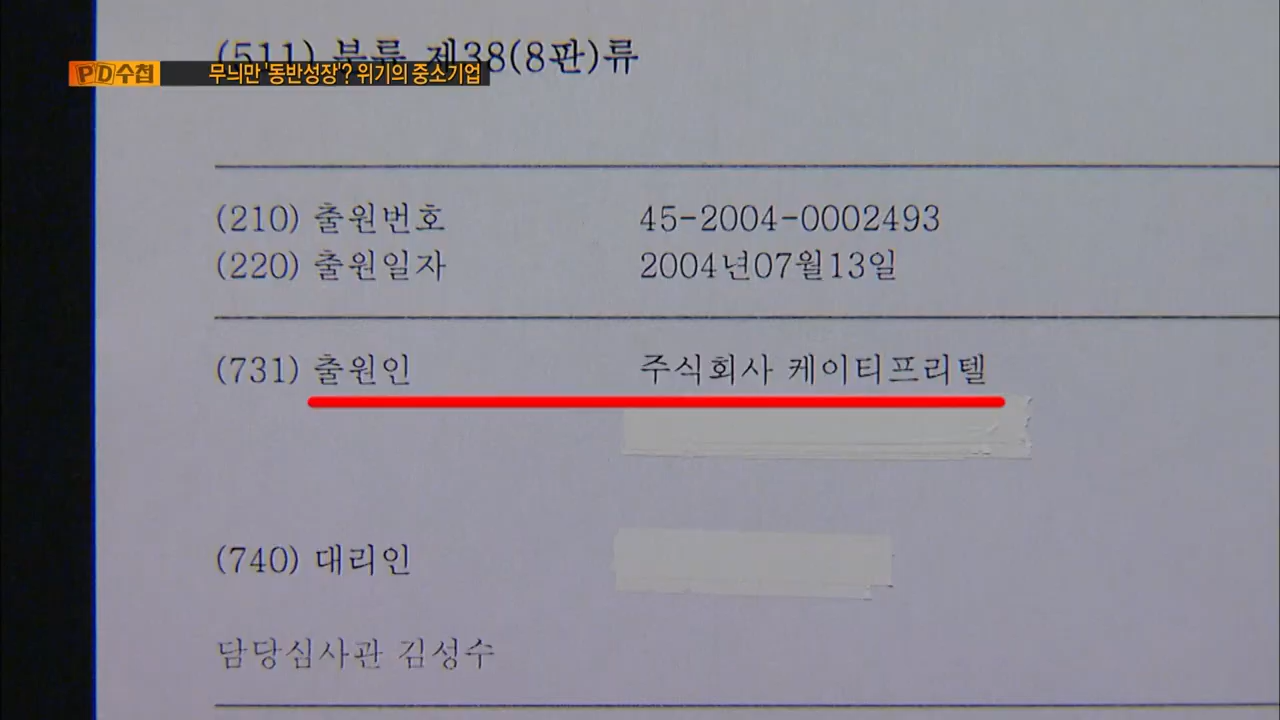 (511) 분류 제38(8판)류
PD수첩 무늬만 '동반성장'? 위기의 중소기업
(210) 출원번호 45-2004-0002493
(220) 출원일자 2004년07월13일
(731) 출원인 주식회사 케이티프리텔
(740) 대리인
담당심사관 김성수